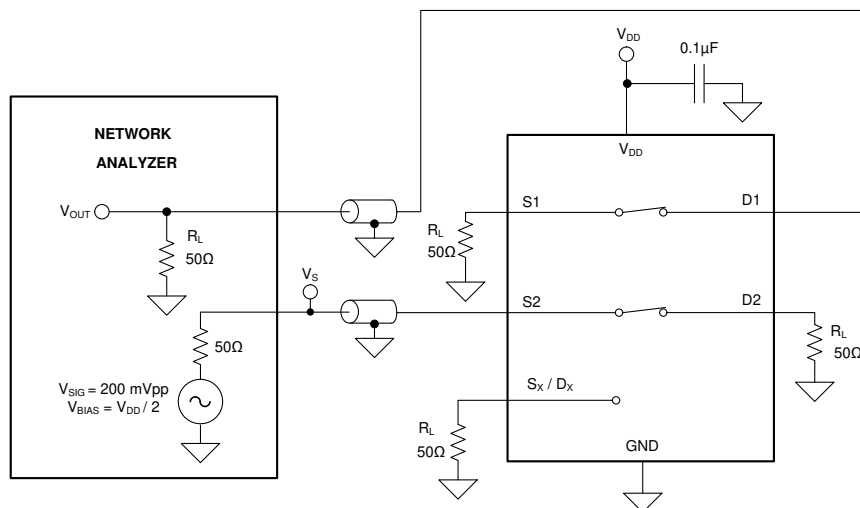 V_DD
0.1µF
NETWORK
ANALYZER
V_DD
V_OUT
S1
D1
R_L
50Ω
R_L
50Ω
V_S
S2
D2
50Ω
R_L
50Ω
V_SIG = 200 mVpp
V_BIAS = V_DD / 2
S_X / D_X
R_L
50Ω
GND